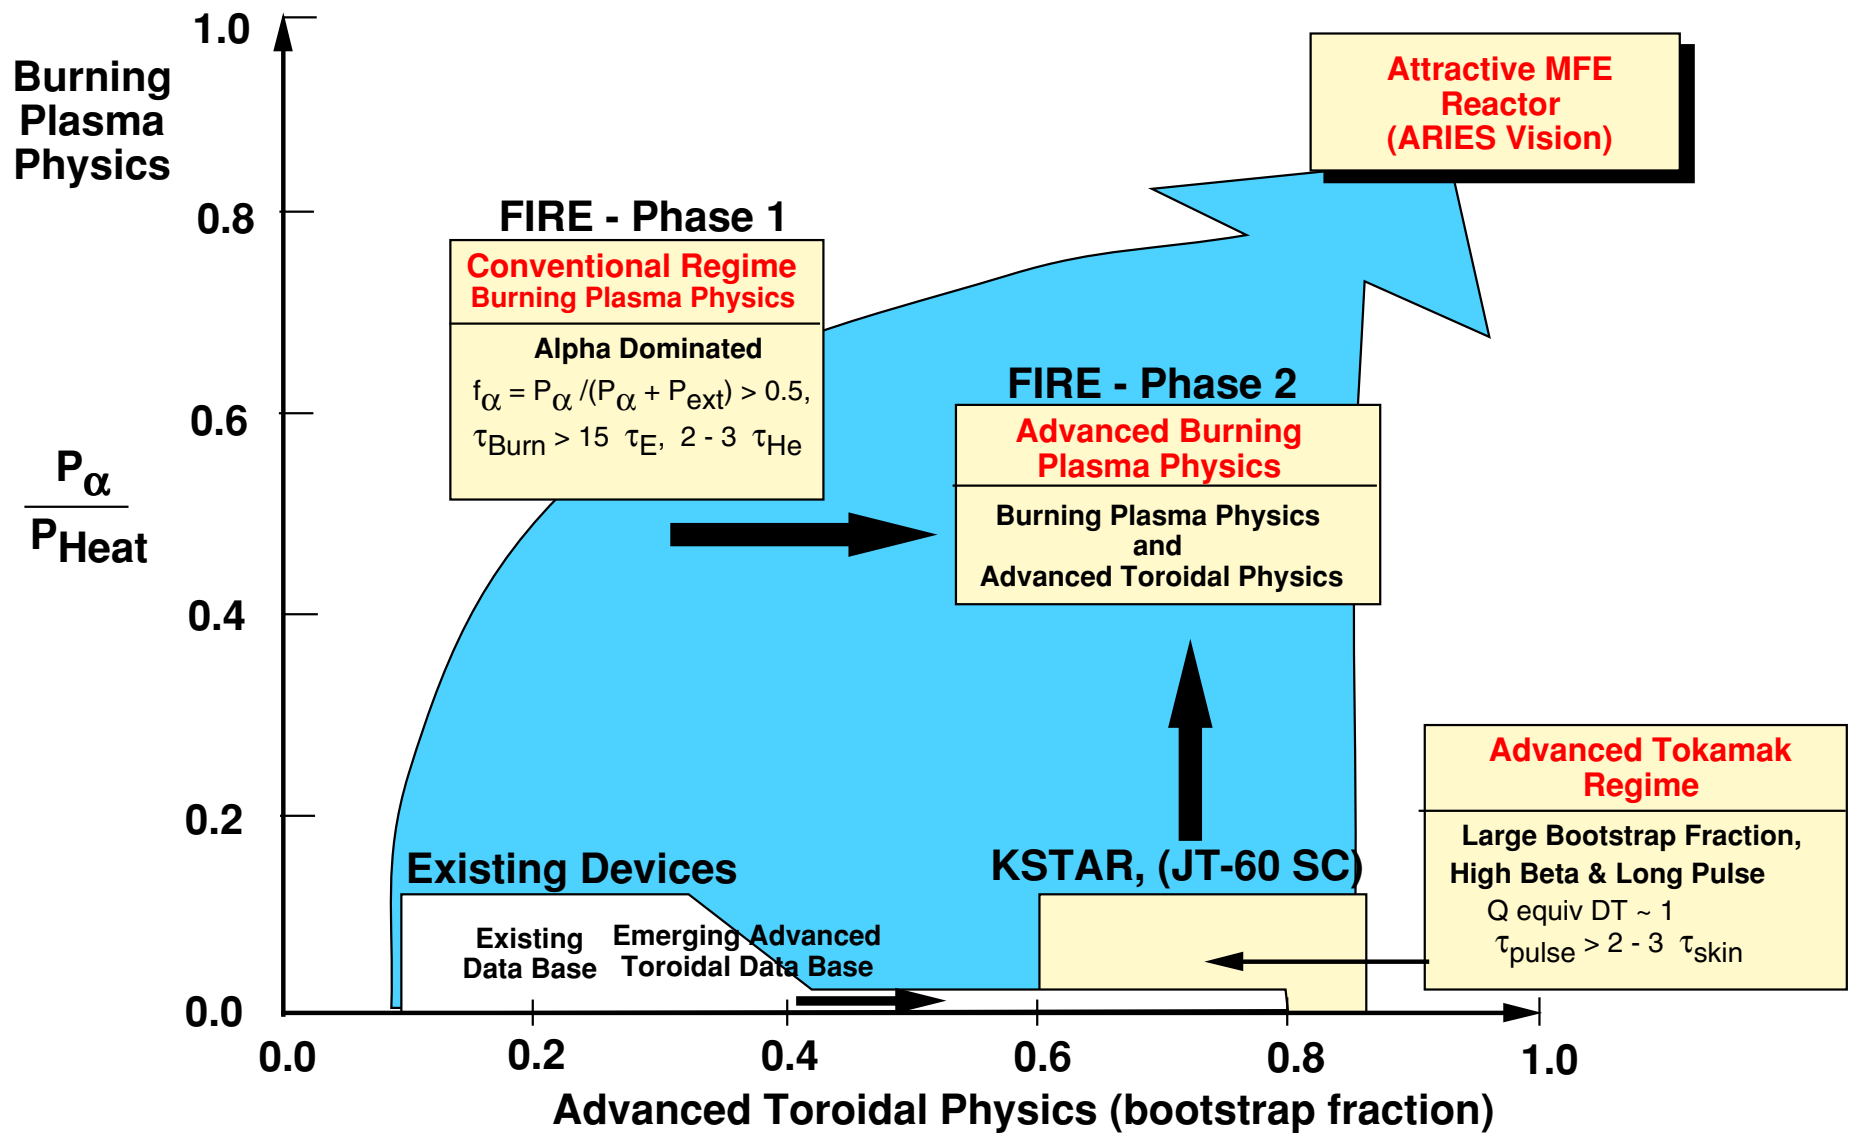 Burning
Plasma
Physics
Pα
PHeat
1.0
0.8
0.6
0.4
0.2
0.0
Attractive MFE
Reactor
(ARIES Vision)
FIRE - Phase 1
Conventional Regime
Burning Plasma Physics
Alpha Dominated
fα = Pα /(Pα + Pext) > 0.5,
τBurn > 15 τE, 2 - 3 τHe
FIRE - Phase 2
Advanced Burning
Plasma Physics
Burning Plasma Physics
and
Advanced Toroidal Physics
Advanced Tokamak
Regime
Large Bootstrap Fraction,
High Beta & Long Pulse
Q equiv DT ~ 1
τpulse > 2 - 3 τskin
KSTAR, (JT-60 SC)
Existing Devices
Existing
Data Base
Emerging Advanced
Toroidal Data Base
0.0 0.2 0.4 0.6 0.8 1.0
Advanced Toroidal Physics (bootstrap fraction)